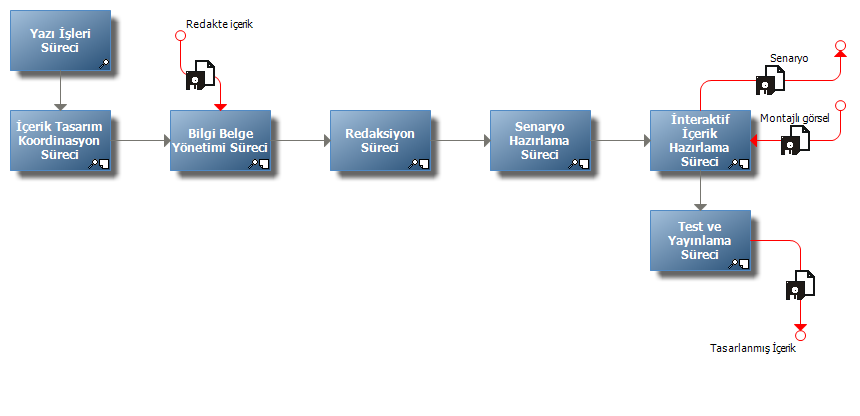 Yazı İşleri
Süreci
Redakte içerik
Senaryo
İçerik Tasarım
Koordinasyon
Süreci
Bilgi Belge
Yönetimi Süreci
Redaksiyon
Süreci
Senaryo
Hazırlama
Süreci
İnteraktif
İçerik
Hazırlama
Süreci
Montajlı görsel
Test ve
Yayınlama
Süreci
Tasarlanmış İçerik